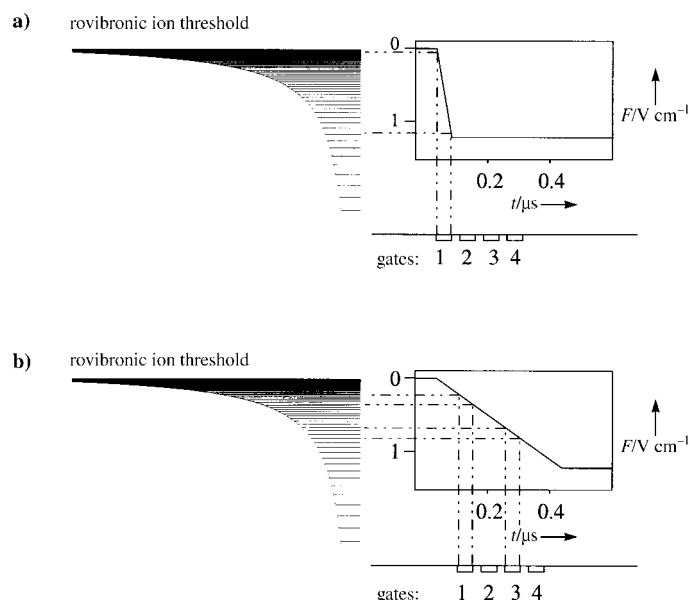 a) rovibronic ion threshold
0
1
F/V cm⁻¹
0.2 0.4
t/µs
gates: 1 2 3 4
b) rovibronic ion threshold
0
1
F/V cm⁻¹
0.2 0.4
t/µs
gates: 1 2 3 4